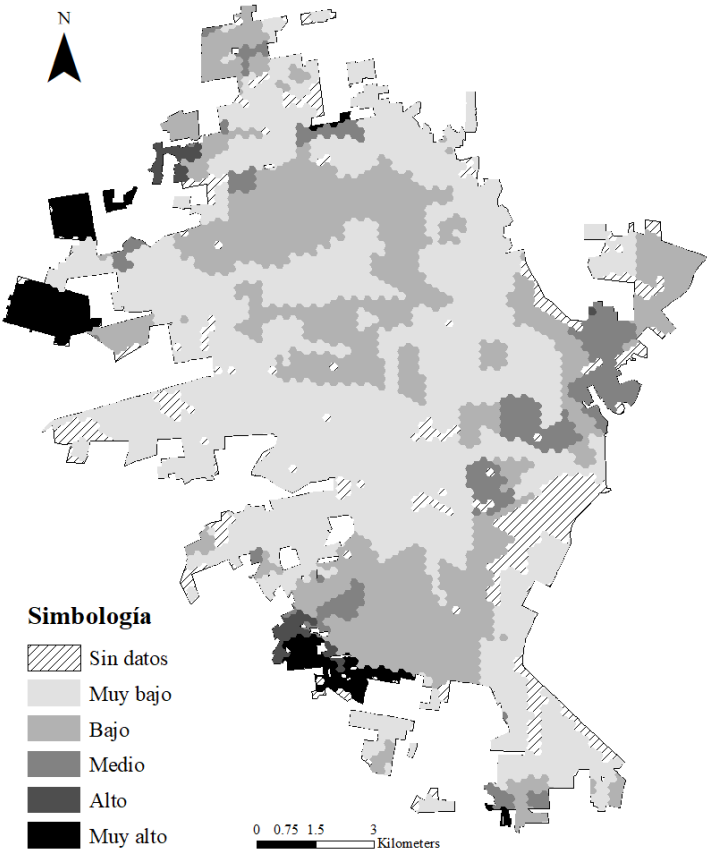 N
Simbología
Sin datos
Muy bajo
Bajo
Medio
Alto
Muy alto
0 0.75 1.5 3
Kilometers